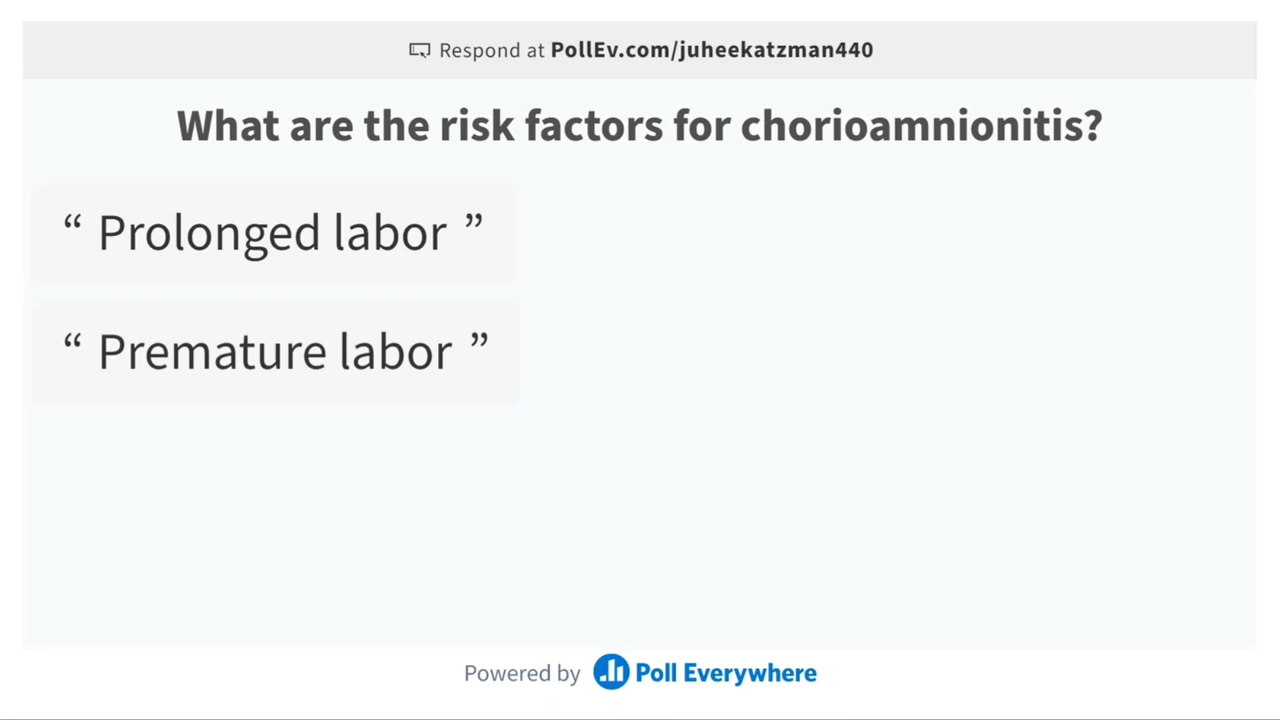 Respond at PollEv.com/juheekatzman440
What are the risk factors for chorioamnionitis?
“ Prolonged labor ”
“ Premature labor ”
Powered by Poll Everywhere